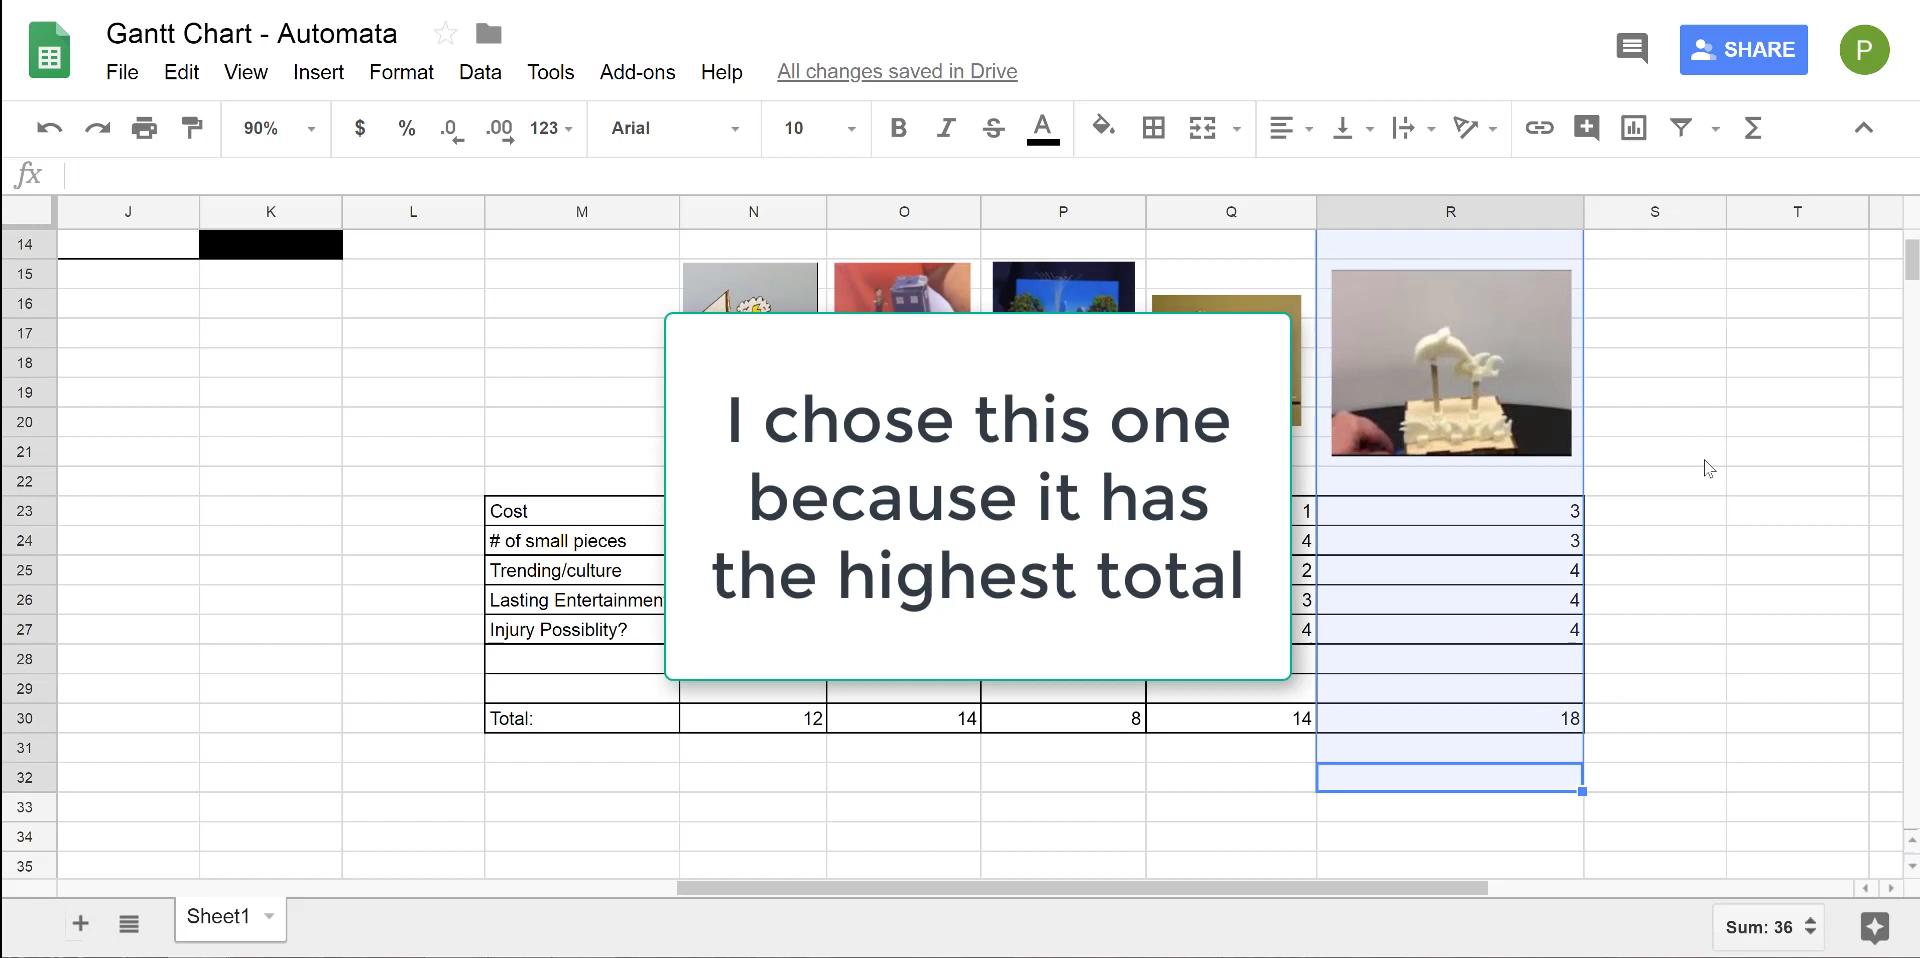 Gantt Chart - Automata
File Edit View Insert Format Data Tools Add-ons Help All changes saved in Drive
SHARE P
90% $ % .0 .00 123 Arial 10 B I S A Σ
fx
J K L M N O P Q R S T
14
15
16
17
18
19
20
21
22
I chose this one
because it has
the highest total
23 Cost 1 3
24 # of small pieces 4 3
25 Trending/culture 2 4
26 Lasting Entertainmen 3 4
27 Injury Possiblity? 4 4
28
29
30 Total: 12 14 8 14 18
31
32
33
34
35
Sheet1 Sum: 36